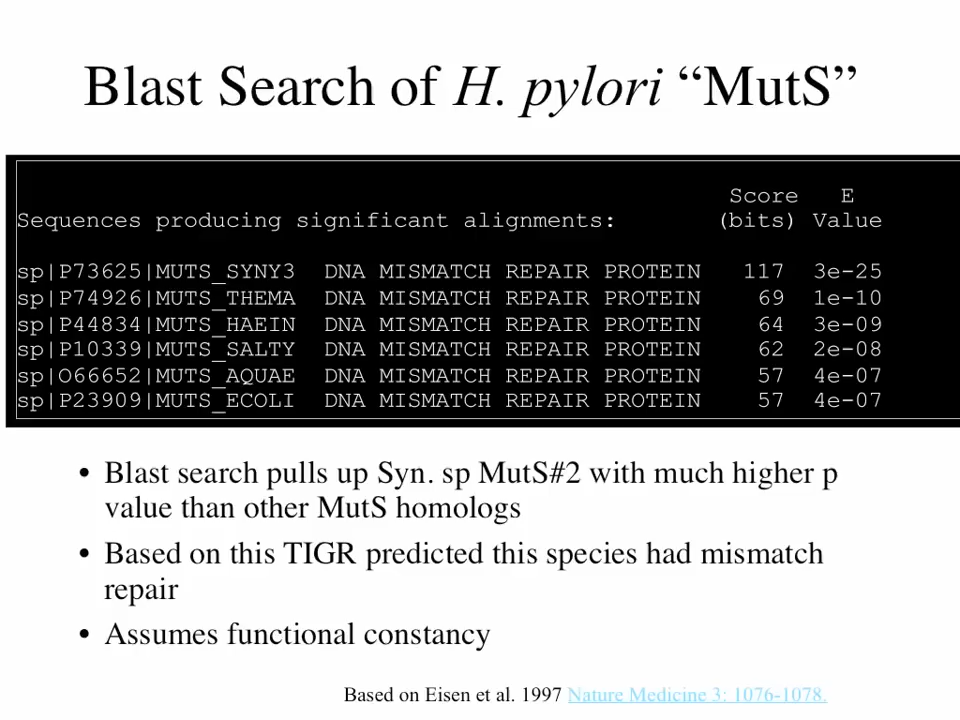 Blast Search of H. pylori “MutS”
Score E
Sequences producing significant alignments: (bits) Value
sp|P73625|MUTS_SYNY3 DNA MISMATCH REPAIR PROTEIN 117 3e-25
sp|P74926|MUTS_THEMA DNA MISMATCH REPAIR PROTEIN 69 1e-10
sp|P44834|MUTS_HAEIN DNA MISMATCH REPAIR PROTEIN 64 3e-09
sp|P10339|MUTS_SALTY DNA MISMATCH REPAIR PROTEIN 62 2e-08
sp|O66652|MUTS_AQUAE DNA MISMATCH REPAIR PROTEIN 57 4e-07
sp|P23909|MUTS_ECOLI DNA MISMATCH REPAIR PROTEIN 57 4e-07
• Blast search pulls up Syn. sp MutS#2 with much higher p
value than other MutS homologs
• Based on this TIGR predicted this species had mismatch
repair
• Assumes functional constancy
Based on Eisen et al. 1997 Nature Medicine 3: 1076-1078.